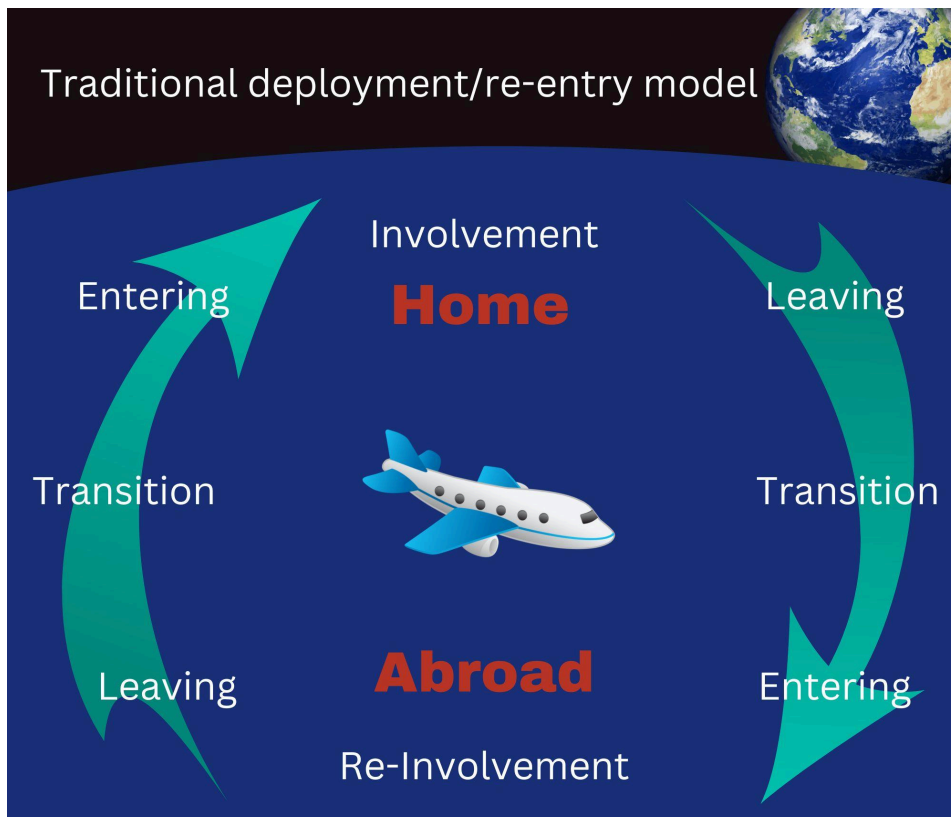 Traditional deployment/re-entry model
Involvement
Home
Entering
Leaving
Transition
Transition
Abroad
Leaving
Entering
Re-Involvement